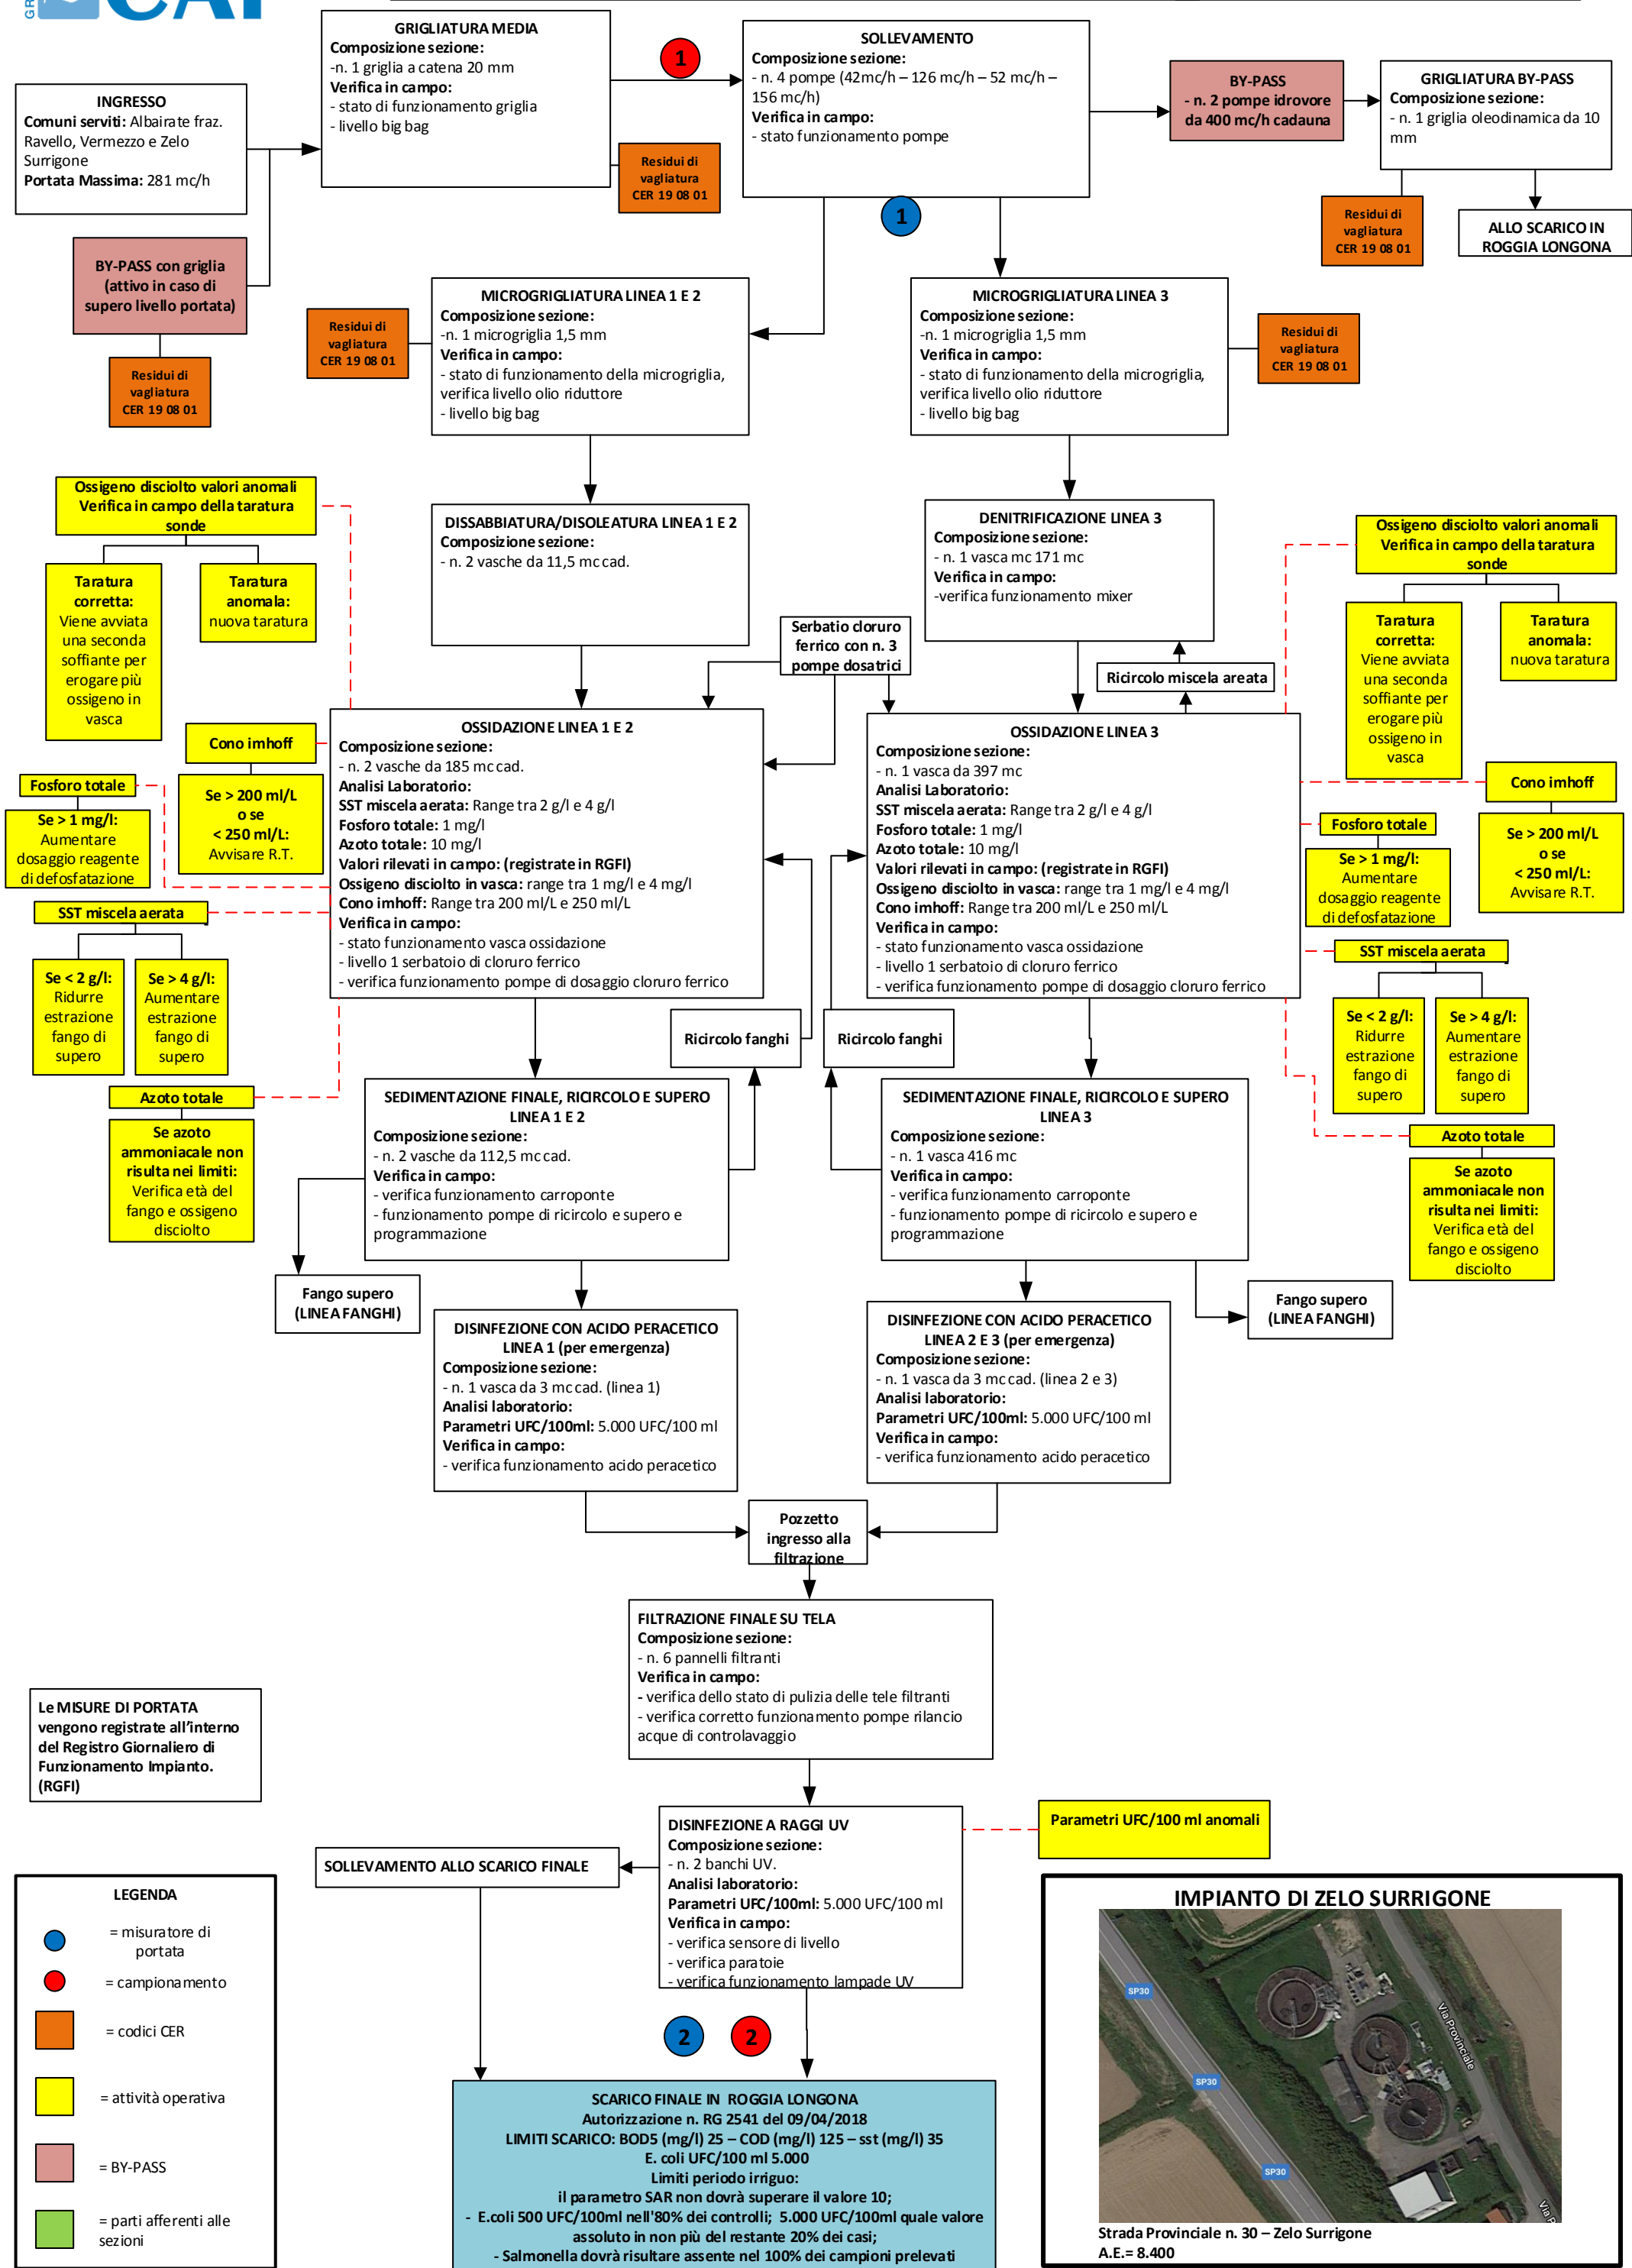 GR
CAP
GRIGLIATURA MEDIA
Composizione sezione:
-n. 1 griglia a catena 20 mm
Verifica in campo:
- stato di funzionamento griglia
- livello big bag
1
SOLLEVAMENTO
Composizione sezione:
- n. 4 pompe (42mc/h – 126 mc/h – 52 mc/h –
156 mc/h)
Verifica in campo:
- stato funzionamento pompe
BY-PASS
- n. 2 pompe idrovore
da 400 mc/h cadauna
GRIGLIATURA BY-PASS
Composizione sezione:
- n. 1 griglia oleodinamica da 10
mm
INGRESSO
Comuni serviti: Albairate fraz.
Ravello, Vermezzo e Zelo
Surrigone
Portata Massima: 281 mc/h
Residui di
vagliatura
CER 19 08 01
1
Residui di
vagliatura
CER 19 08 01
ALLO SCARICO IN
ROGGIA LONGONA
BY-PASS con griglia
(attivo in caso di
supero livello portata)
Residui di
vagliatura
CER 19 08 01
Residui di
vagliatura
CER 19 08 01
MICROGRIGLIATURA LINEA 1 E 2
Composizione sezione:
-n. 1 microgriglia 1,5 mm
Verifica in campo:
- stato di funzionamento della microgriglia,
verifica livello olio riduttore
- livello big bag
MICROGRIGLIATURA LINEA 3
Composizione sezione:
-n. 1 microgriglia 1,5 mm
Verifica in campo:
- stato di funzionamento della microgriglia,
verifica livello olio riduttore
- livello big bag
Residui di
vagliatura
CER 19 08 01
Ossigeno disciolto valori anomali
Verifica in campo della taratura
sonde
Taratura
corretta:
Viene avviata
una seconda
soffiante per
erogare più
ossigeno in
vasca
Taratura
anomala:
nuova taratura
DISSABBIATURA/DISOLEATURA LINEA 1 E 2
Composizione sezione:
- n. 2 vasche da 11,5 mc cad.
DENITRIFICAZIONE LINEA 3
Composizione sezione:
- n. 1 vasca mc 171 mc
Verifica in campo:
-verifica funzionamento mixer
Ossigeno disciolto valori anomali
Verifica in campo della taratura
sonde
Taratura
corretta:
Viene avviata
una seconda
soffiante per
erogare più
ossigeno in
vasca
Taratura
anomala:
nuova taratura
Serbatio cloruro
ferrico con n. 3
pompe dosatrici
Ricircolo miscela areata
Cono imhoff
Se > 200 ml/L
o se
< 250 ml/L:
Avvisare R.T.
Fosforo totale
Se > 1 mg/l:
Aumentare
dosaggio reagente
di defosfatazione
SST miscela aerata
Se < 2 g/l:
Ridurre
estrazione
fango di
supero
Se > 4 g/l:
Aumentare
estrazione
fango di
supero
Azoto totale
Se azoto
ammoniacale non
risulta nei limiti:
Verifica età del
fango e ossigeno
disciolto
OSSIDAZIONE LINEA 1 E 2
Composizione sezione:
- n. 2 vasche da 185 mc cad.
Analisi Laboratorio:
SST miscela aerata: Range tra 2 g/l e 4 g/l
Fosforo totale: 1 mg/l
Azoto totale: 10 mg/l
Valori rilevati in campo: (registrate in RGFI)
Ossigeno disciolto in vasca: range tra 1 mg/l e 4 mg/l
Cono imhoff: Range tra 200 ml/L e 250 ml/L
Verifica in campo:
- stato funzionamento vasca ossidazione
- livello 1 serbatoio di cloruro ferrico
- verifica funzionamento pompe di dosaggio cloruro ferrico
OSSIDAZIONE LINEA 3
Composizione sezione:
- n. 1 vasca da 397 mc
Analisi Laboratorio:
SST miscela aerata: Range tra 2 g/l e 4 g/l
Fosforo totale: 1 mg/l
Azoto totale: 10 mg/l
Valori rilevati in campo: (registrate in RGFI)
Ossigeno disciolto in vasca: range tra 1 mg/l e 4 mg/l
Cono imhoff: Range tra 200 ml/L e 250 ml/L
Verifica in campo:
- stato funzionamento vasca ossidazione
- livello 1 serbatoio di cloruro ferrico
- verifica funzionamento pompe di dosaggio cloruro ferrico
Cono imhoff
Se > 200 ml/L
o se
< 250 ml/L:
Avvisare R.T.
Fosforo totale
Se > 1 mg/l:
Aumentare
dosaggio reagente
di defosfatazione
SST miscela aerata
Se < 2 g/l:
Ridurre
estrazione
fango di
supero
Se > 4 g/l:
Aumentare
estrazione
fango di
supero
Azoto totale
Se azoto
ammoniacale non
risulta nei limiti:
Verifica età del
fango e ossigeno
disciolto
Ricircolo fanghi
Ricircolo fanghi
SEDIMENTAZIONE FINALE, RICIRCOLO E SUPERO
LINEA 1 E 2
Composizione sezione:
- n. 2 vasche da 112,5 mc cad.
Verifica in campo:
- verifica funzionamento carroponte
- funzionamento pompe di ricircolo e supero e
programmazione
SEDIMENTAZIONE FINALE, RICIRCOLO E SUPERO
LINEA 3
Composizione sezione:
- n. 1 vasca 416 mc
Verifica in campo:
- verifica funzionamento carroponte
- funzionamento pompe di ricircolo e supero e
programmazione
Fango supero
(LINEA FANGHI)
Fango supero
(LINEA FANGHI)
DISINFEZIONE CON ACIDO PERACETICO
LINEA 1 (per emergenza)
Composizione sezione:
- n. 1 vasca da 3 mc cad. (linea 1)
Analisi laboratorio:
Parametri UFC/100ml: 5.000 UFC/100 ml
Verifica in campo:
- verifica funzionamento acido peracetico
DISINFEZIONE CON ACIDO PERACETICO
LINEA 2 E 3 (per emergenza)
Composizione sezione:
- n. 1 vasca da 3 mc cad. (linea 2 e 3)
Analisi laboratorio:
Parametri UFC/100ml: 5.000 UFC/100 ml
Verifica in campo:
- verifica funzionamento acido peracetico
Pozzetto
ingresso alla
filtrazione
FILTRAZIONE FINALE SU TELA
Composizione sezione:
- n. 6 pannelli filtranti
Verifica in campo:
- verifica dello stato di pulizia delle tele filtranti
- verifica corretto funzionamento pompe rilancio
acque di controlavaggio
Le MISURE DI PORTATA
vengono registrate all'interno
del Registro Giornaliero di
Funzionamento Impianto.
(RGFI)
DISINFEZIONE A RAGGI UV
Composizione sezione:
- n. 2 banchi UV.
Analisi laboratorio:
Parametri UFC/100ml: 5.000 UFC/100 ml
Verifica in campo:
- verifica sensore di livello
- verifica paratoie
- verifica funzionamento lampade UV
Parametri UFC/100 ml anomali
SOLLEVAMENTO ALLO SCARICO FINALE
2
2
LEGENDA
= misuratore di
portata
= campionamento
= codici CER
= attività operativa
= BY-PASS
= parti afferenti alle
sezioni
SCARICO FINALE IN ROGGIA LONGONA
Autorizzazione n. RG 2541 del 09/04/2018
LIMITI SCARICO: BOD5 (mg/l) 25 – COD (mg/l) 125 – sst (mg/l) 35
E. coli UFC/100 ml 5.000
Limiti periodo irriguo:
il parametro SAR non dovrà superare il valore 10;
- E.coli 500 UFC/100ml nell'80% dei controlli; 5.000 UFC/100ml quale valore
assoluto in non più del restante 20% dei casi;
- Salmonella dovrà risultare assente nel 100% dei campioni prelevati
IMPIANTO DI ZELO SURRIGONE
SP30
Via Provinciale
SP30
SP30
Via P
Strada Provinciale n. 30 – Zelo Surrigone
A.E.= 8.400